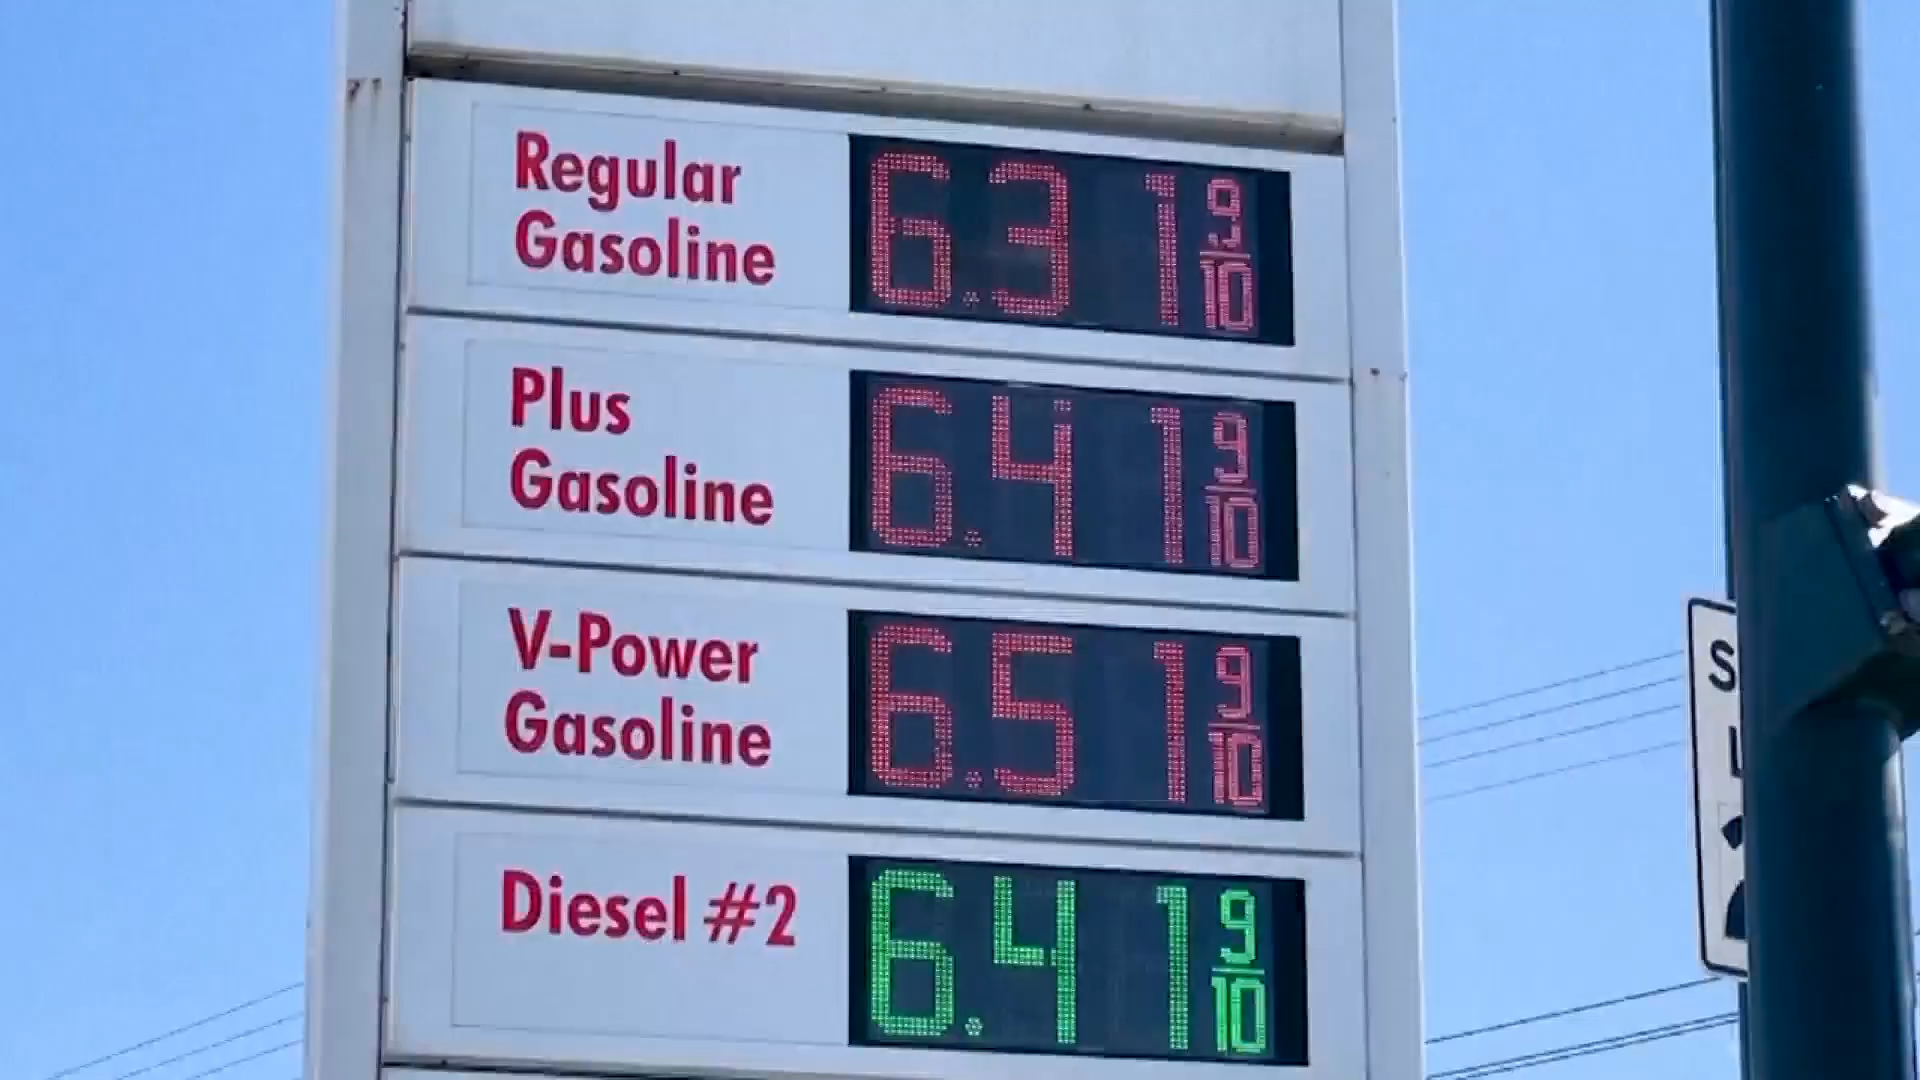 Regular
Gasoline
6.31 9/10
Plus
Gasoline
6.41 9/10
V-Power
Gasoline
6.51 9/10
Diesel #2
6.41 9/10
S
L